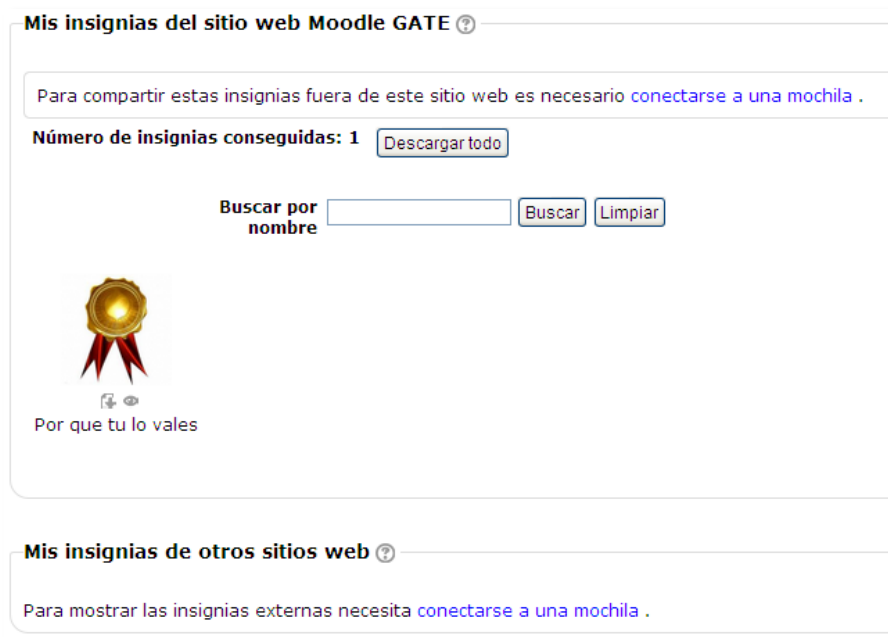 Mis insignias del sitio web Moodle GATE ?
Para compartir estas insignias fuera de este sitio web es necesario conectarse a una mochila .
Número de insignias conseguidas: 1 Descargar todo
Buscar por
nombre Buscar Limpiar
Por que tu lo vales
Mis insignias de otros sitios web ?
Para mostrar las insignias externas necesita conectarse a una mochila .